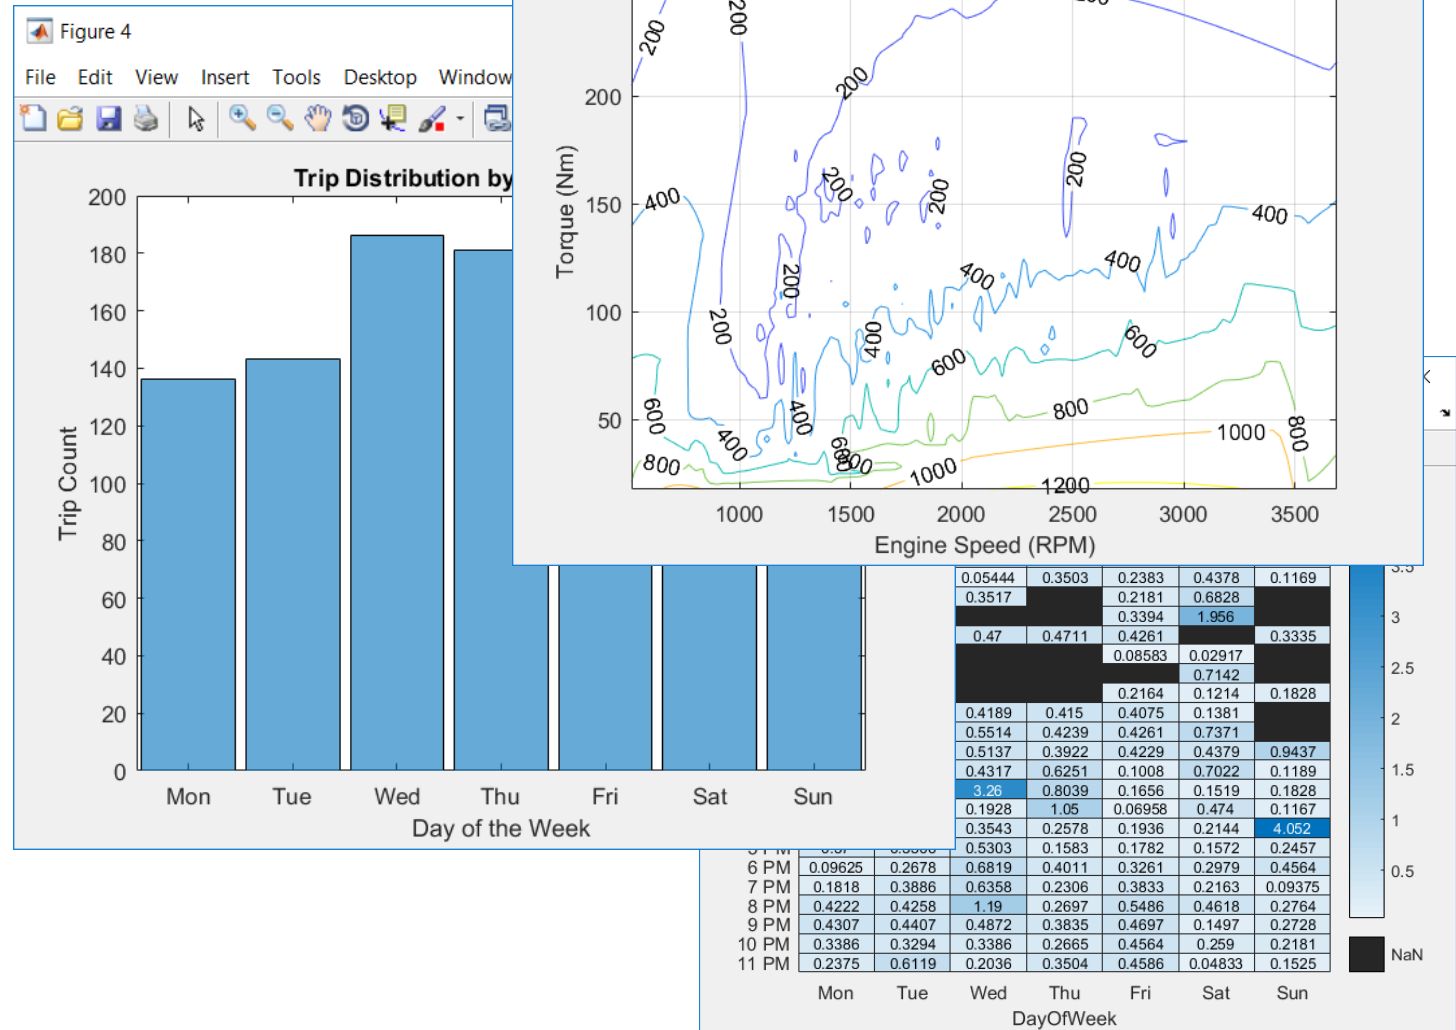 Figure 4
File Edit View Insert Tools Desktop Window
Trip Distribution by
200
180
160
140
120
100
80
60
40
20
0
Trip Count
Mon Tue Wed Thu Fri Sat Sun
Day of the Week
200 200
200
200
200 200 200
400 400
400 400
200
200 400
600 600
800
600 400 400 1000 800
800 600 1000
1200
200
150
100
50
Torque (Nm)
1000 1500 2000 2500 3000 3500
Engine Speed (RPM)
0.05444 0.3503 0.2383 0.4378 0.1169
0.3517 0.2181 0.6828
0.3394 1.956
0.47 0.4711 0.4261 0.3335
0.08583 0.02917
0.7142
0.2164 0.1214 0.1828
0.4189 0.415 0.4075 0.1381
0.5514 0.4239 0.4261 0.7371
0.5137 0.3922 0.4229 0.4379 0.9437
0.4317 0.6251 0.1008 0.7022 0.1189
3.26 0.8039 0.1656 0.1519 0.1828
0.1928 1.05 0.06958 0.474 0.1167
0.3543 0.2578 0.1936 0.2144 4.052
5 PM 0.5303 0.1583 0.1782 0.1572 0.2457
6 PM 0.09625 0.2678 0.6819 0.4011 0.3261 0.2979 0.4564
7 PM 0.1818 0.3886 0.6358 0.2306 0.3833 0.2163 0.09375
8 PM 0.4222 0.4258 1.19 0.2697 0.5486 0.4618 0.2764
9 PM 0.4307 0.4407 0.4872 0.3835 0.4697 0.1497 0.2728
10 PM 0.3386 0.3294 0.3386 0.2665 0.4564 0.259 0.2181
11 PM 0.2375 0.6119 0.2036 0.3504 0.4586 0.04833 0.1525
Mon Tue Wed Thu Fri Sat Sun
DayOfWeek
3.5
3
2.5
2
1.5
1
0.5
NaN